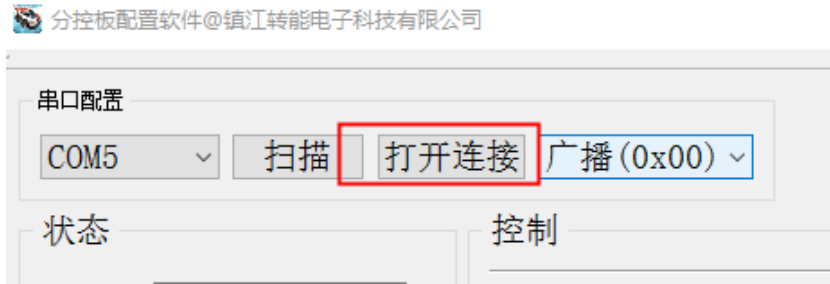 分控板配置软件@镇江转能电子科技有限公司
串口配置
COM5 扫描 打开连接 广播(0x00)
状态 控制